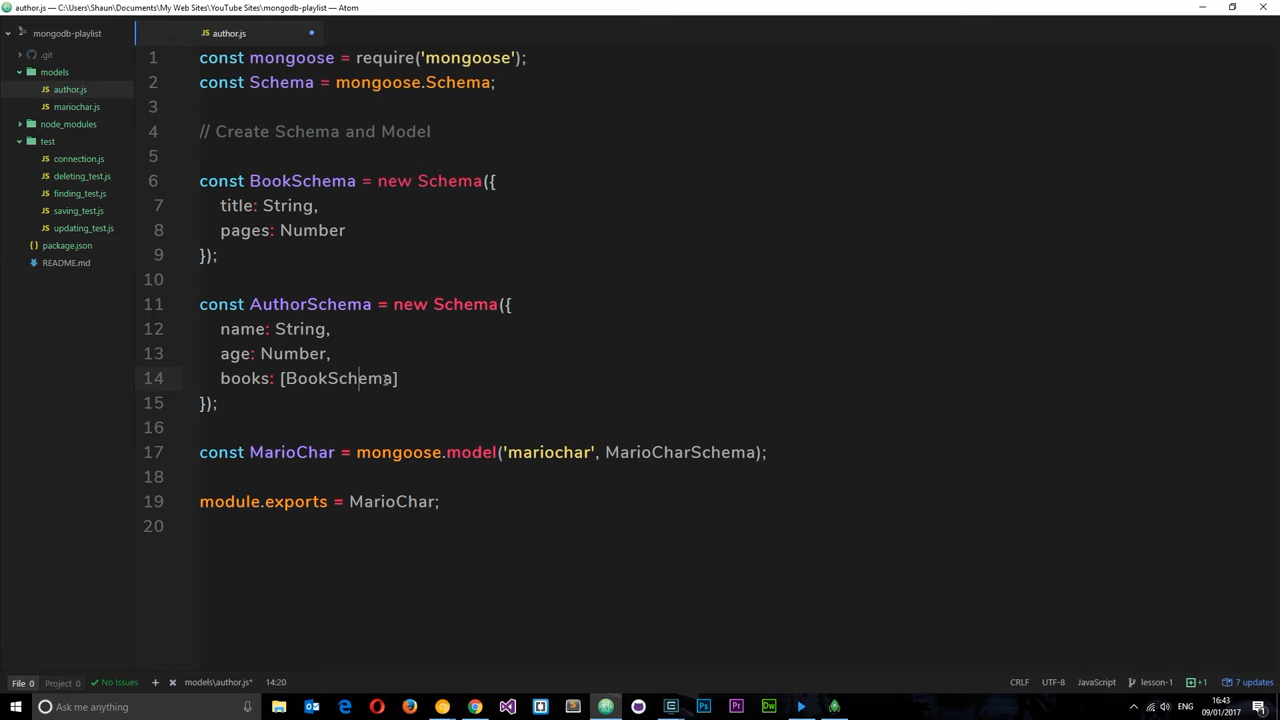 author.js — C:\Users\Shaun\Documents\My Web Sites\YouTube Sites\mongodb-playlist — Atom
mongodb-playlist
author.js
.git
models
author.js
mariochar.js
node_modules
test
connection.js
deleting_test.js
finding_test.js
saving_test.js
updating_test.js
package.json
README.md
1 const mongoose = require('mongoose');
2 const Schema = mongoose.Schema;
3
4 // Create Schema and Model
5
6 const BookSchema = new Schema({
7 title: String,
8 pages: Number
9 });
10
11 const AuthorSchema = new Schema({
12 name: String,
13 age: Number,
14 books: [BookSchema]
15 });
16
17 const MarioChar = mongoose.model('mariochar', MarioCharSchema);
18
19 module.exports = MarioChar;
20
File 0 Project 0 No Issues + models\author.js* 14:20 CRLF UTF-8 JavaScript lesson-1 +1 7 updates
Ask me anything
ENG
16:43
09/01/2017